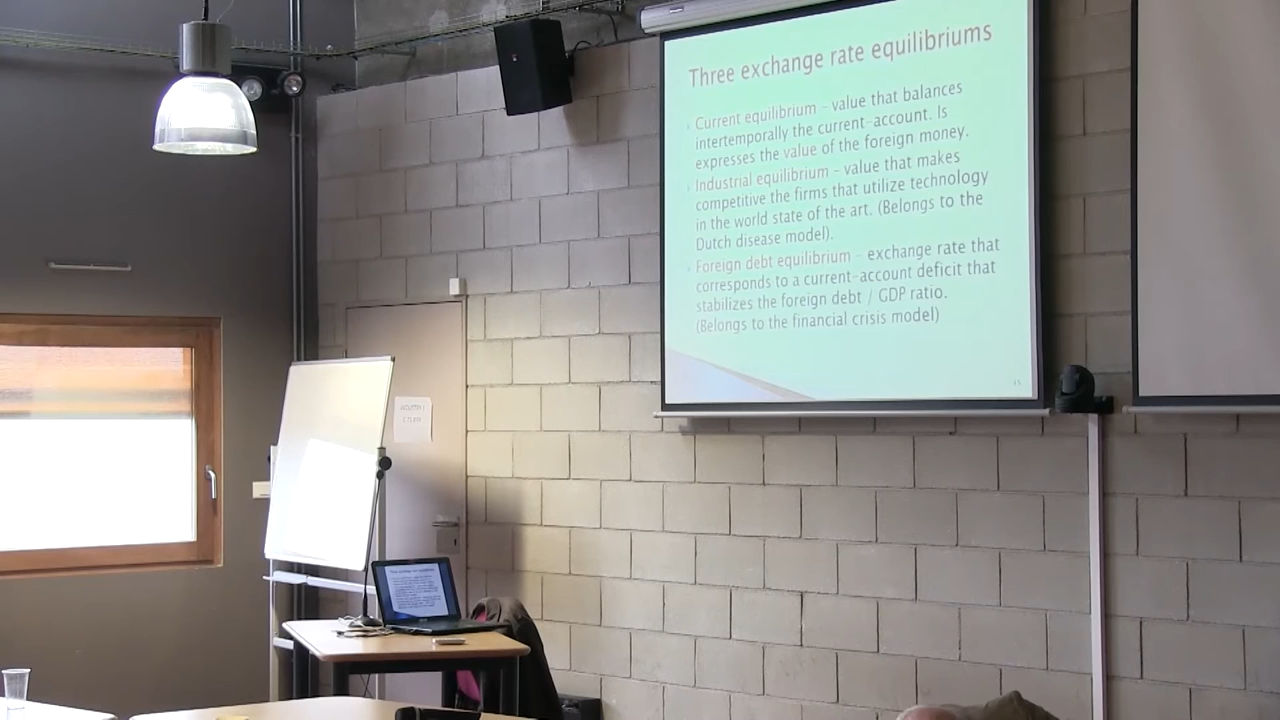 Three exchange rate equilibriums
Current equilibrium – value that balances
intertemporally the current-account. Is
expresses the value of the foreign money.
Industrial equilibrium – value that makes
competitive the firms that utilize technology
in the world state of the art. (Belongs to the
Dutch disease model).
Foreign debt equilibrium – exchange rate that
corresponds to a current-account deficit that
stabilizes the foreign debt / GDP ratio.
(Belongs to the financial crisis model)
15